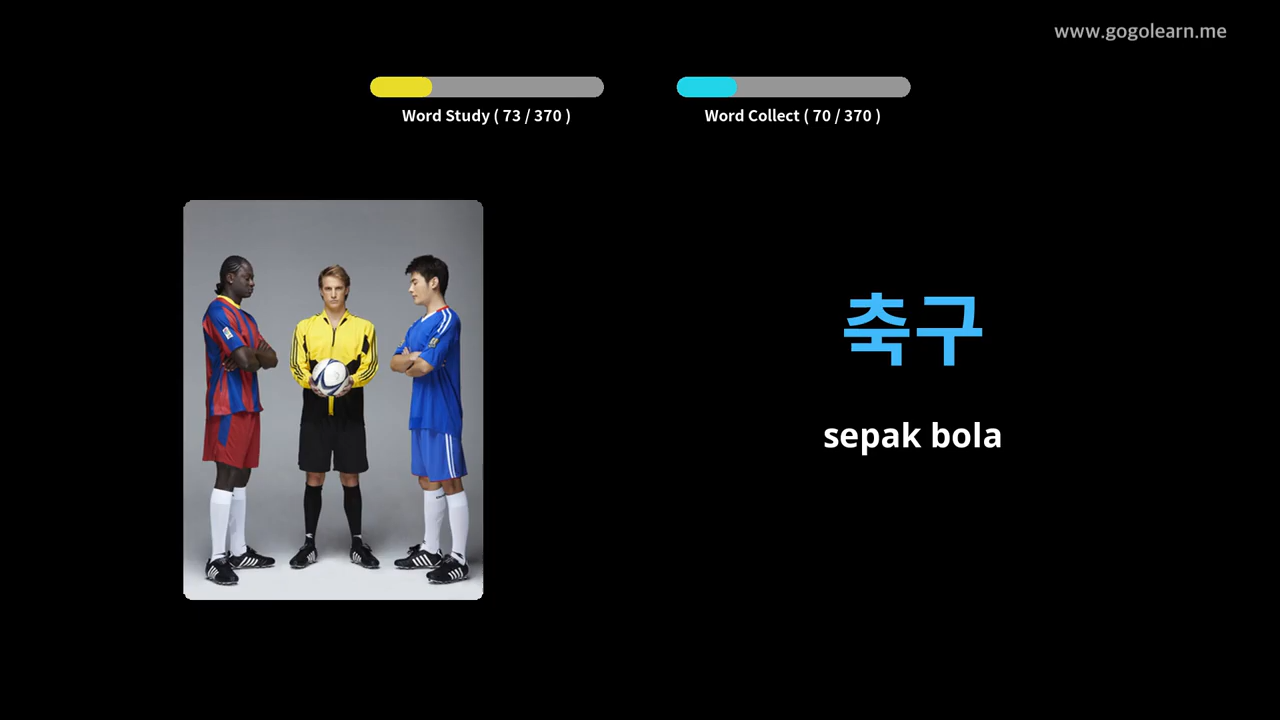 www.gogolearn.me
Word Study ( 73 / 370 )
Word Collect ( 70 / 370 )
축구
sepak bola